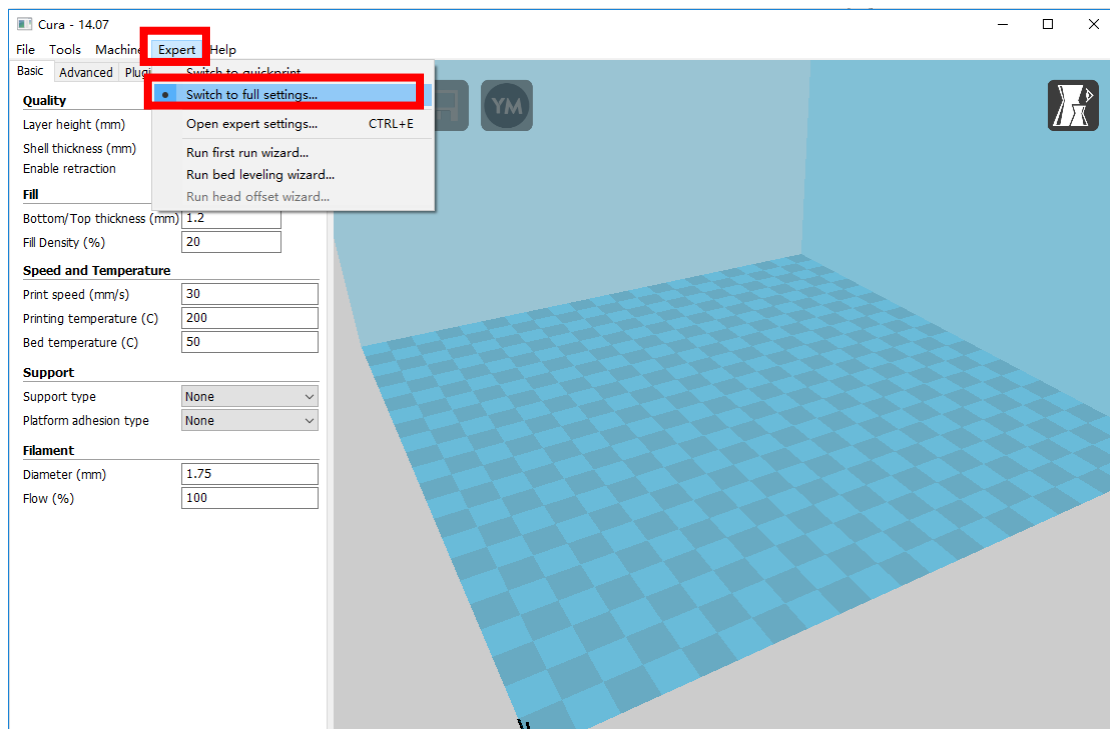 Cura - 14.07
File Tools Machine Expert Help
Basic Advanced Plugi
Switch to quickprint
Switch to full settings...
Open expert settings... CTRL+E
Run first run wizard...
Run bed leveling wizard...
Run head offset wizard...
YM
Quality
Layer height (mm)
Shell thickness (mm)
Enable retraction
Fill
Bottom/Top thickness (mm) 1.2
Fill Density (%) 20
Speed and Temperature
Print speed (mm/s) 30
Printing temperature (C) 200
Bed temperature (C) 50
Support
Support type None
Platform adhesion type None
Filament
Diameter (mm) 1.75
Flow (%) 100